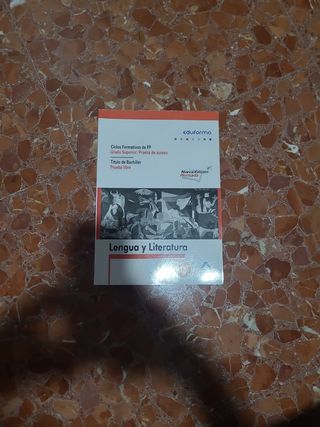 eduforma
Ciclos Formativos de FP
Grado Superior: Prueba de acceso
Título de Bachiller
Prueba libre
Nueva Edición
Lengua y Literatura